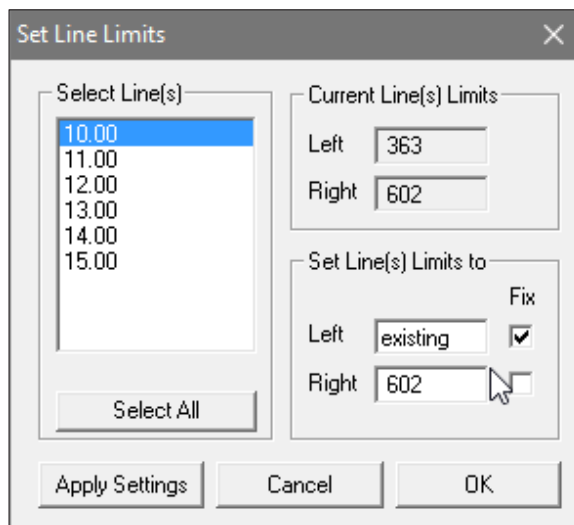 Set Line Limits
Select Line(s)
10.00
11.00
12.00
13.00
14.00
15.00
Select All
Current Line(s) Limits
Left 363
Right 602
Set Line(s) Limits to
Fix
Left existing
Right 602
Apply Settings Cancel OK